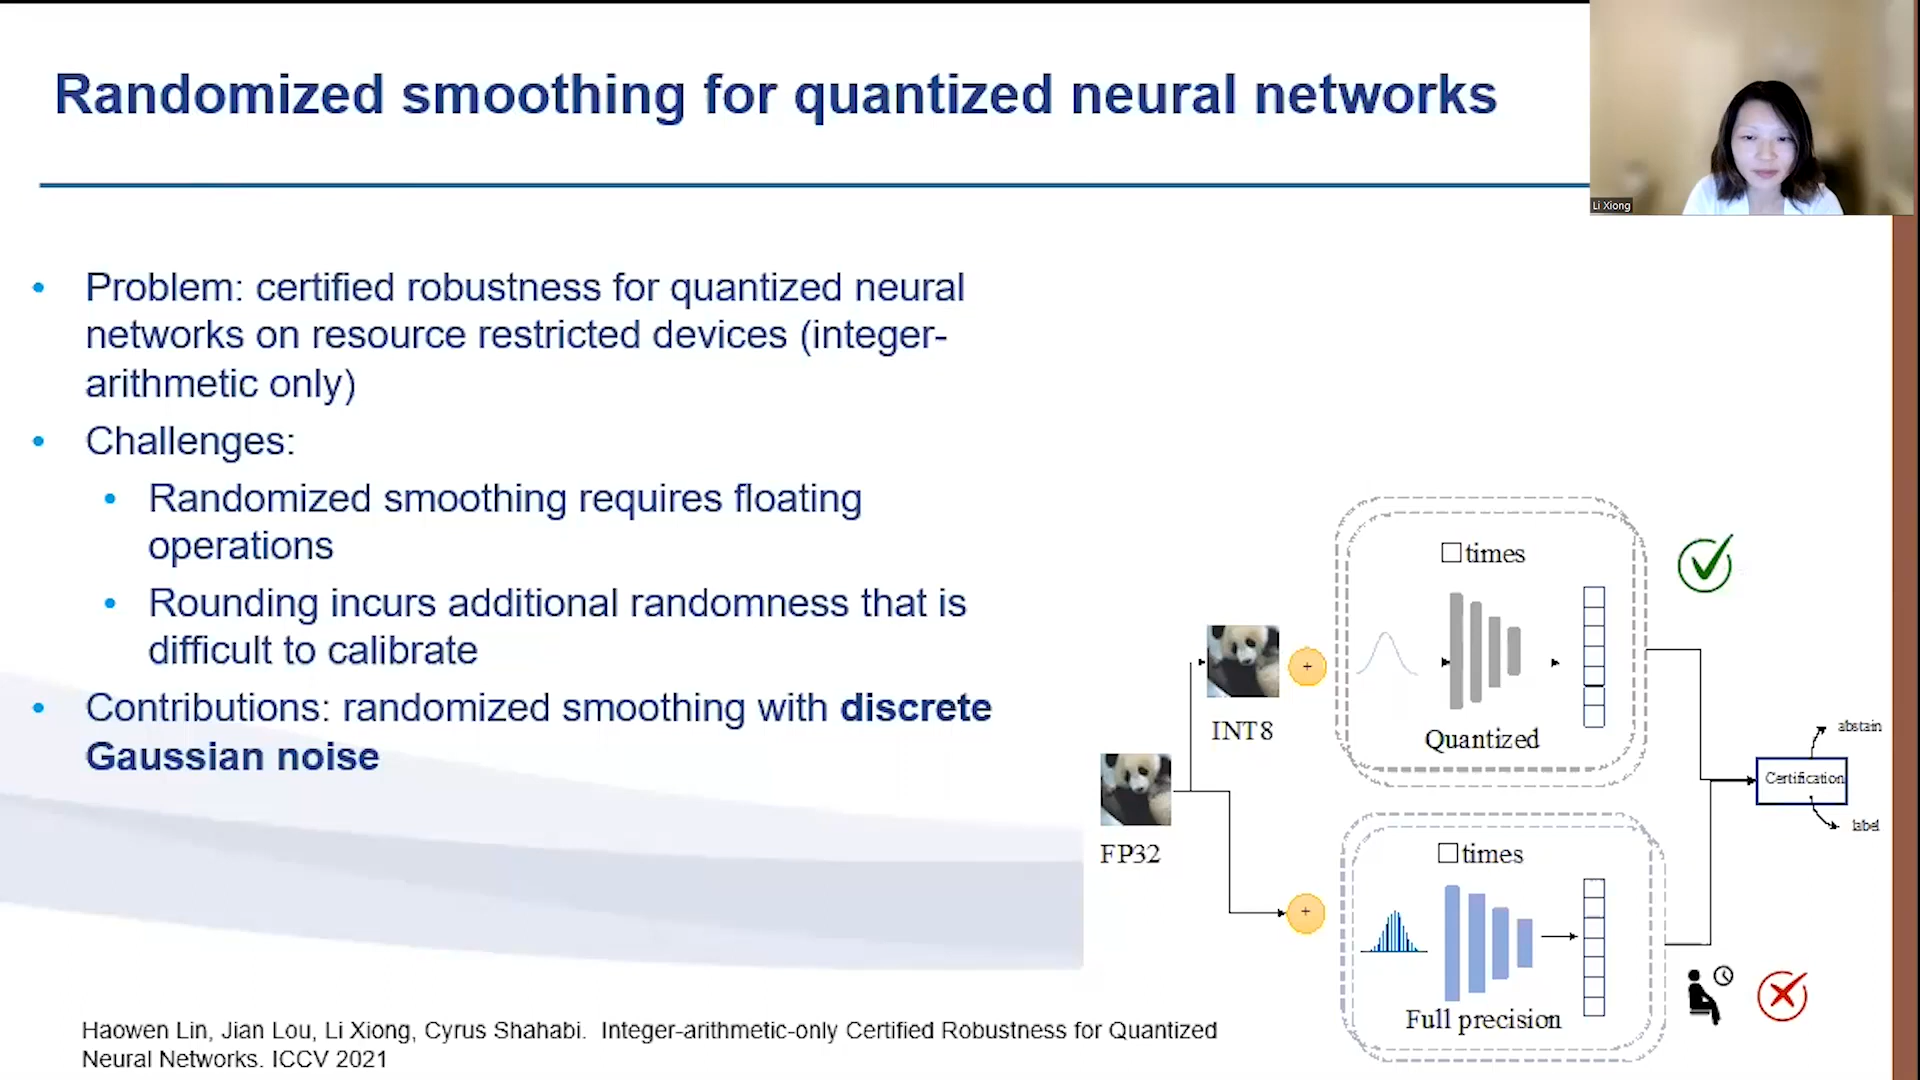 Randomized smoothing for quantized neural networks
Li Xiong
• Problem: certified robustness for quantized neural
networks on resource restricted devices (integer-
arithmetic only)
• Challenges:
• Randomized smoothing requires floating
operations
• Rounding incurs additional randomness that is
difficult to calibrate
• Contributions: randomized smoothing with discrete
Gaussian noise
□times
+
INT8
Quantized
FP32
abstain
Certification
label
□times
+
Full precision
Haowen Lin, Jian Lou, Li Xiong, Cyrus Shahabi. Integer-arithmetic-only Certified Robustness for Quantized
Neural Networks. ICCV 2021